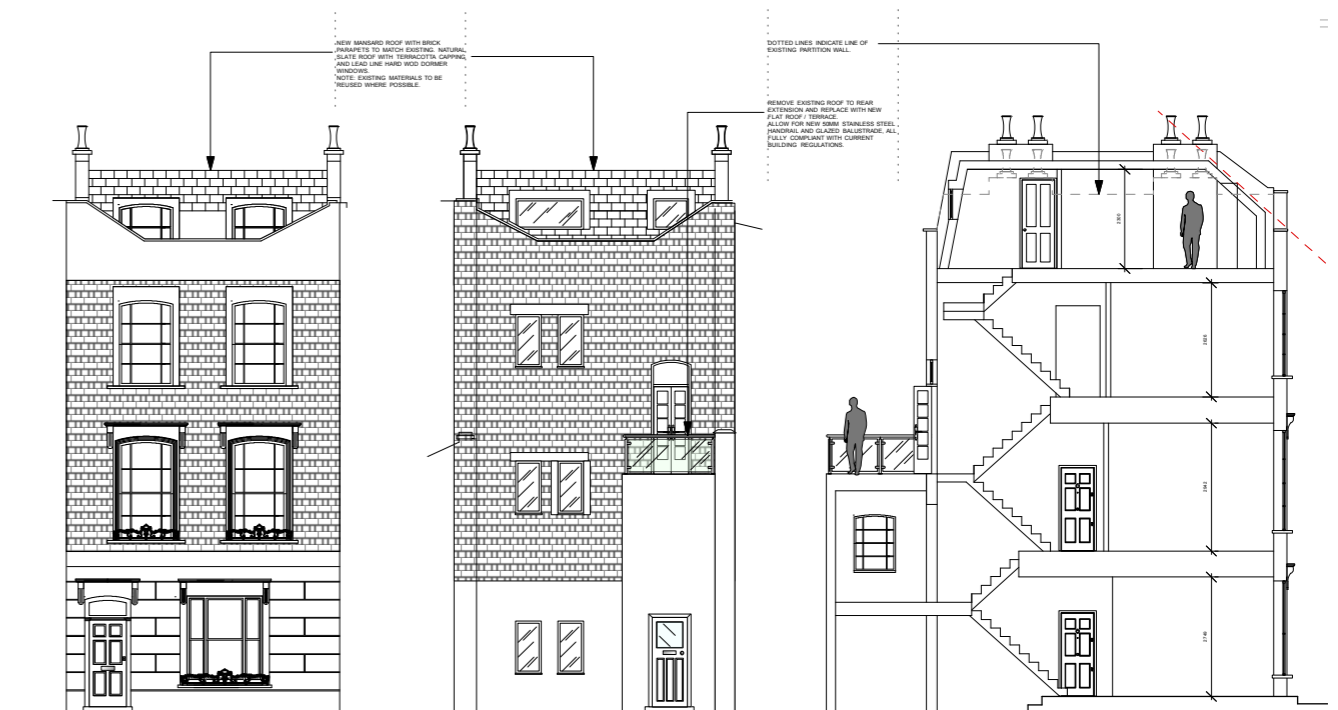 NEW MANSARD ROOF WITH BRICK
PARAPETS TO MATCH EXISTING. NATURAL
SLATE ROOF WITH TERRACOTTA CAPPING
AND LEAD LINE HARD WOD DORMER
WINDOWS.
NOTE: EXISTING MATERIALS TO BE
REUSED WHERE POSSIBLE.
DOTTED LINES INDICATE LINE OF
EXISTING PARTITION WALL.
REMOVE EXISTING ROOF TO REAR
EXTENSION AND REPLACE WITH NEW
FLAT ROOF / TERRACE.
ALLOW FOR NEW 50MM STAINLESS STEEL
HANDRAIL AND GLAZED BALUSTRADE, ALL
FULLY COMPLIANT WITH CURRENT
BUILDING REGULATIONS.